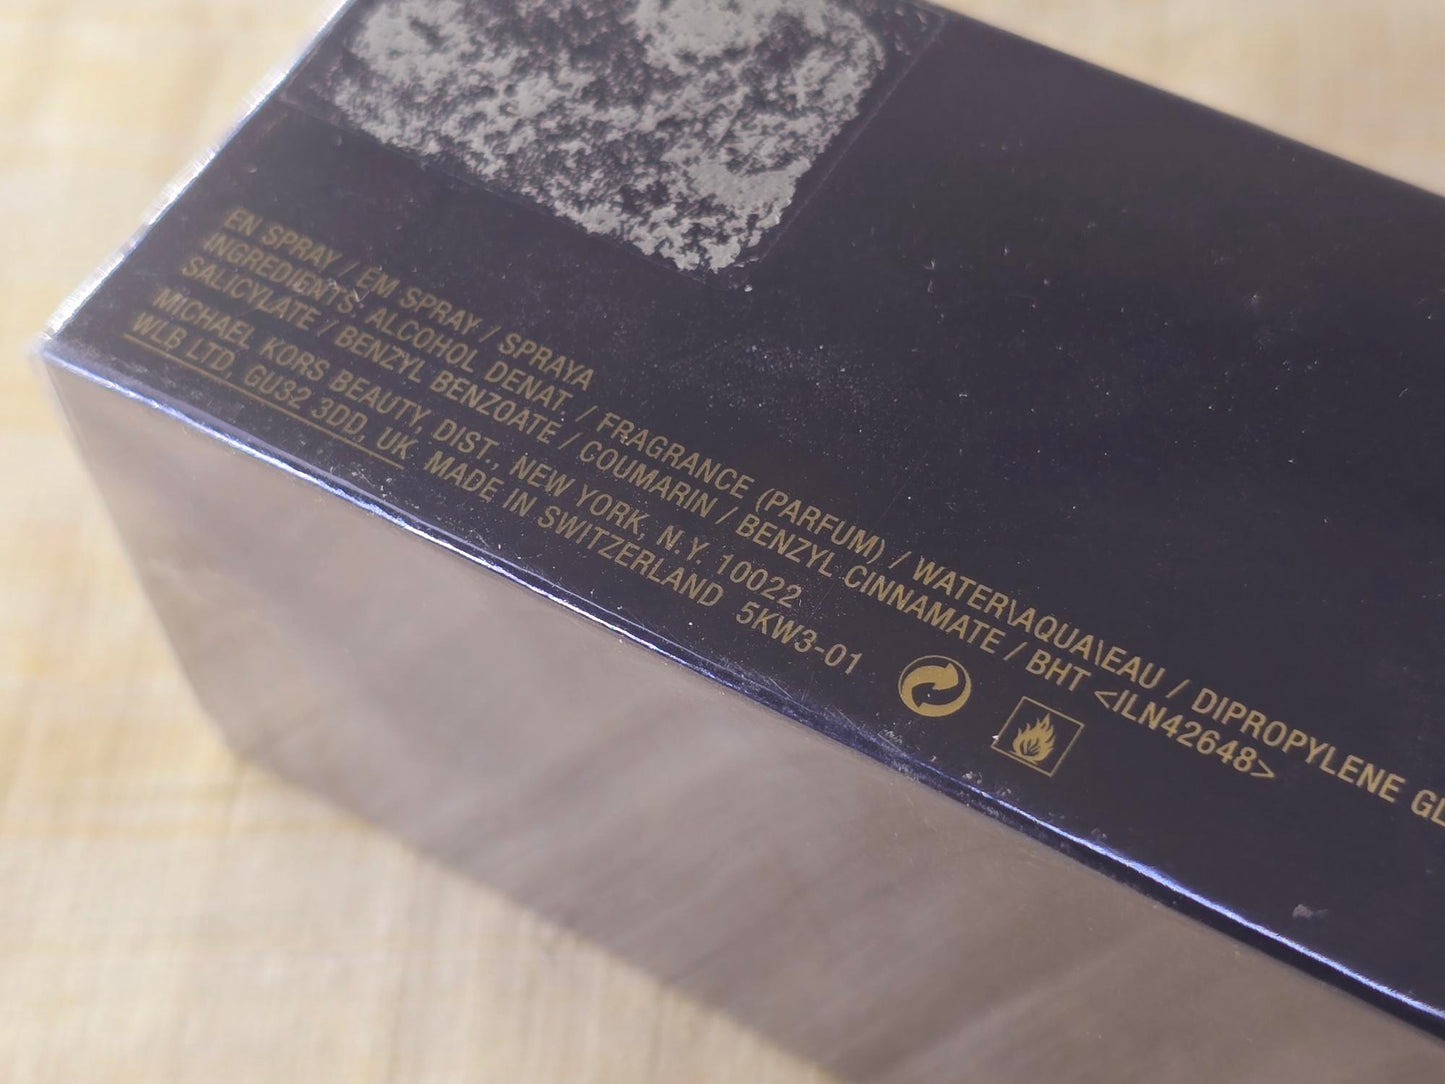 EN SPRAY / EM SPRAY / SPRAYA
INGREDIENTS: ALCOHOL DENAT. / FRAGRANCE (PARFUM) / WATER\AQUA\EAU / DIPROPYLENE GL
SALICYLATE / BENZYL BENZOATE / COUMARIN / BENZYL CINNAMATE / BHT <ILN42648>
MICHAEL KORS BEAUTY, DIST., NEW YORK, N.Y. 10022
WLB LTD, GU32 3DD, UK MADE IN SWITZERLAND 5KW3-01